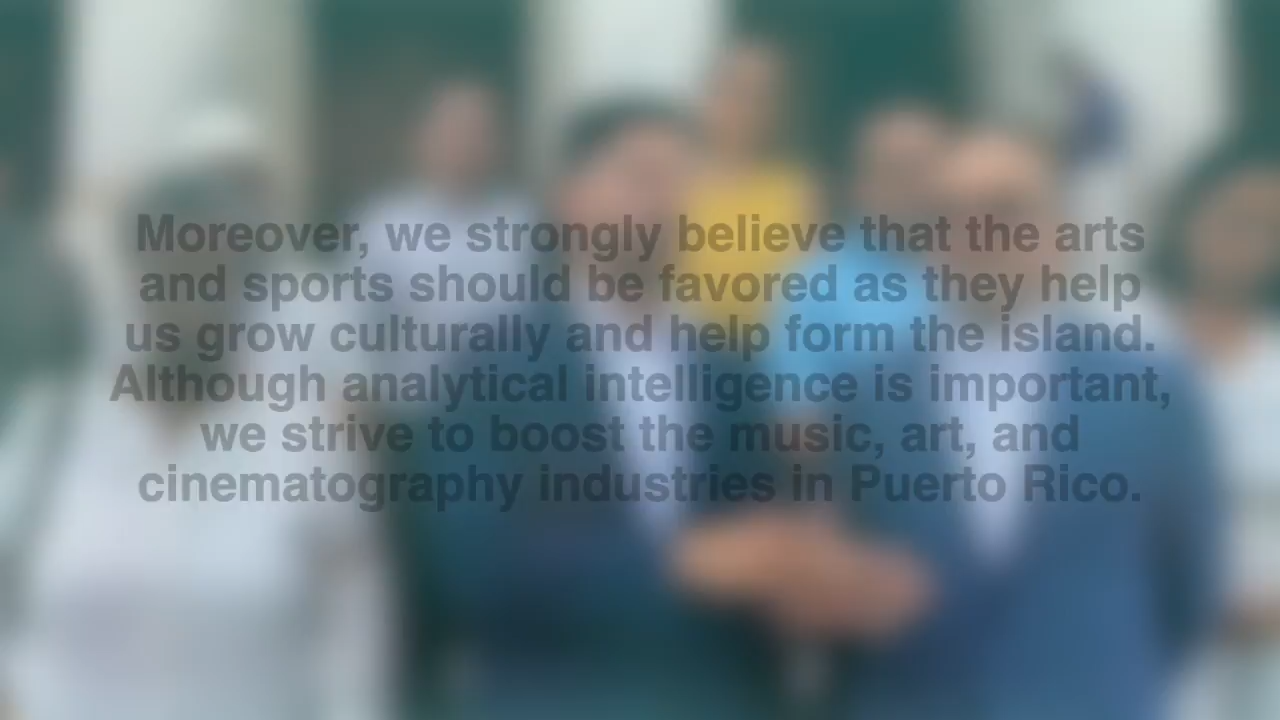 Moreover, we strongly believe that the arts
and sports should be favored as they help
us grow culturally and help form the island.
Although analytical intelligence is important,
we strive to boost the music, art, and
cinematography industries in Puerto Rico.